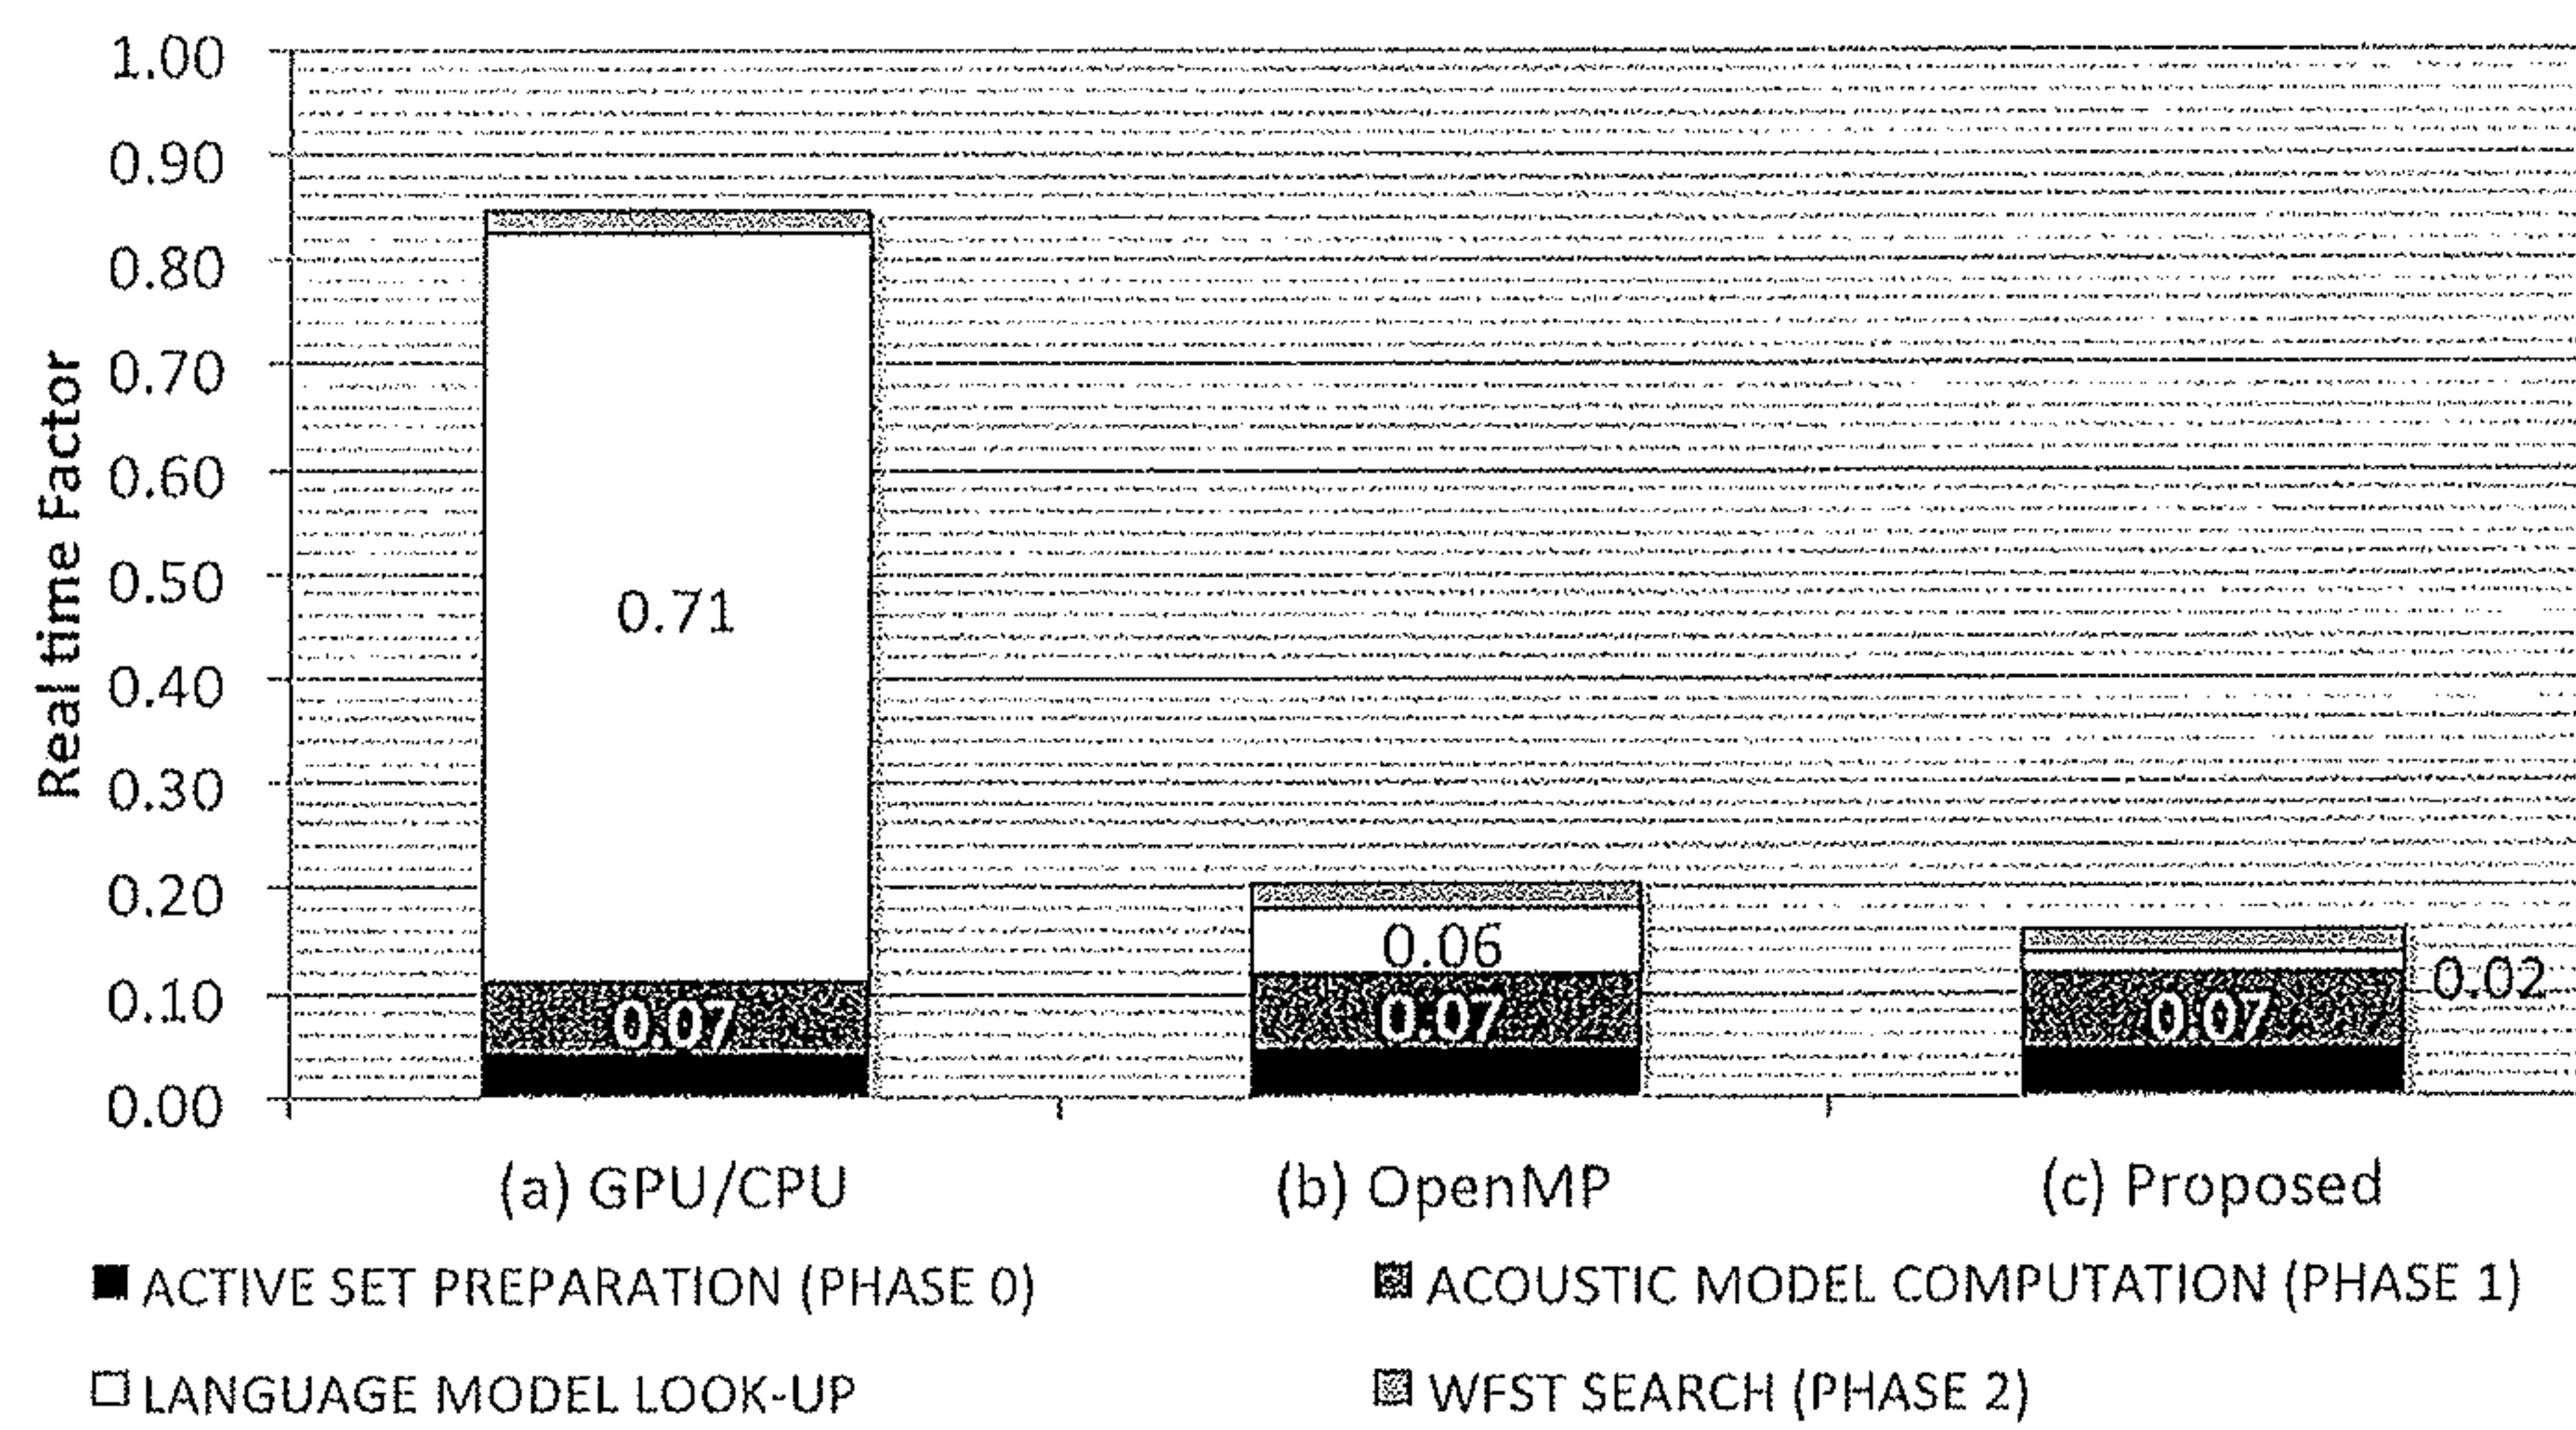 1.00
0.90
0.80
0.70
0.60
0.50
0.40
0.30
0.20
0.10
0.00
Real time Factor
0.71
0.07
0.06
0.07
0.02
0.07
(a) GPU/CPU
(b) OpenMP
(c) Proposed
ACTIVE SET PREPARATION (PHASE 0)
ACOUSTIC MODEL COMPUTATION (PHASE 1)
LANGUAGE MODEL LOOK-UP
WFST SEARCH (PHASE 2)